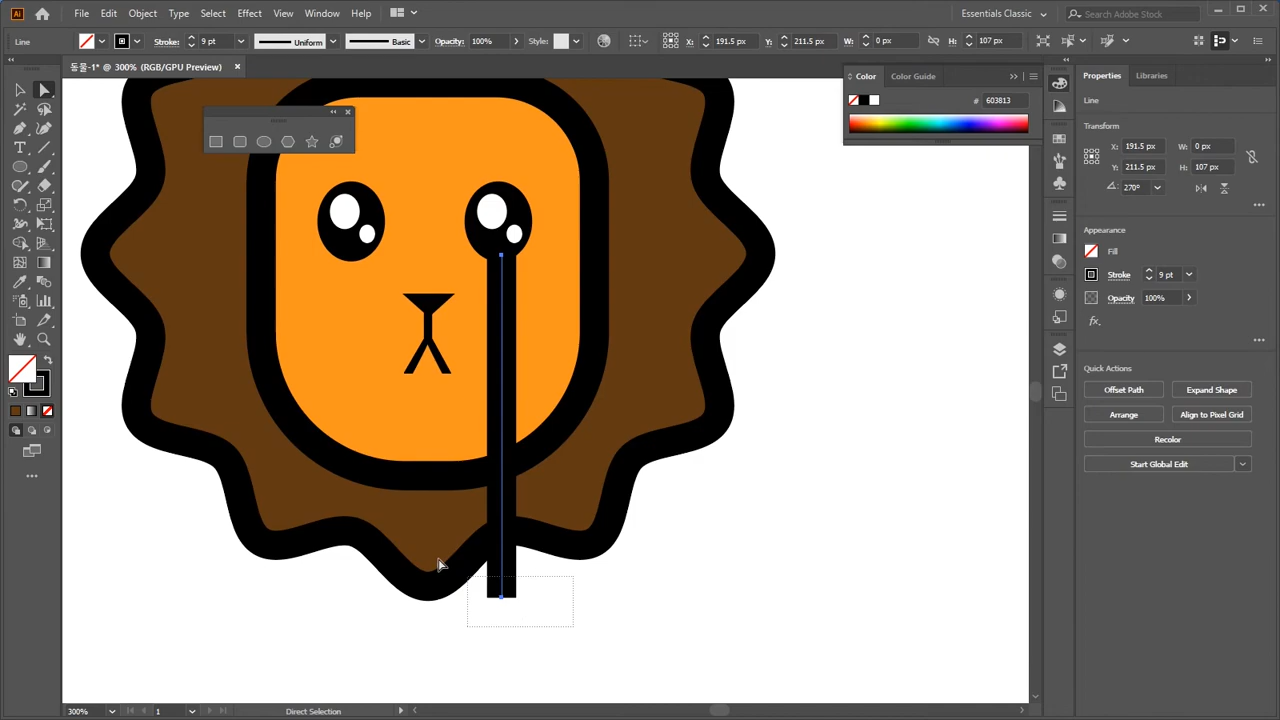 Ai File Edit Object Type Select Effect View Window Help Essentials Classic Search Adobe Stock
Line Stroke: 9 pt Uniform Basic Opacity: 100% Style: X: 191.5 px Y: 211.5 px W: 0 px H: 107 px
동물-1* @ 300% (RGB/GPU Preview) ×
Color Color Guide
# 603813
Properties Libraries
Line
Transform
X: 191.5 px W: 0 px
Y: 211.5 px H: 107 px
270°
Appearance
Fill
Stroke 9 pt
Opacity 100%
fx.
Quick Actions
Offset Path Expand Shape
Arrange Align to Pixel Grid
Recolor
Start Global Edit
300% 1 Direct Selection